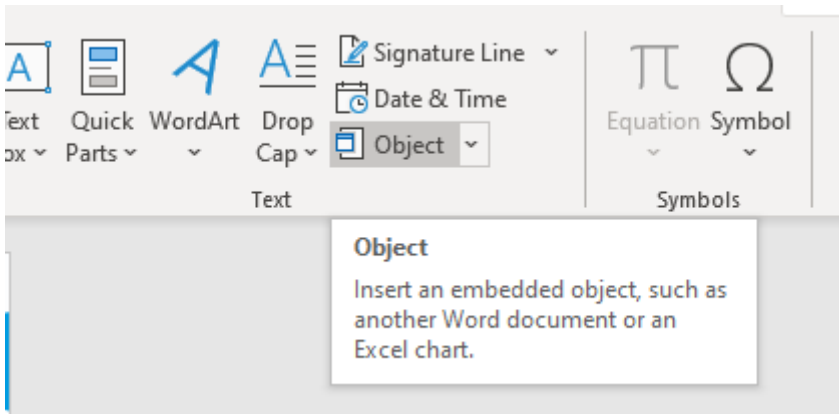 Text
Box
Quick
Parts
WordArt
Drop
Cap
Signature Line
Date & Time
Object
Text
Equation
Symbol
Symbols
Object
Insert an embedded object, such as
another Word document or an
Excel chart.